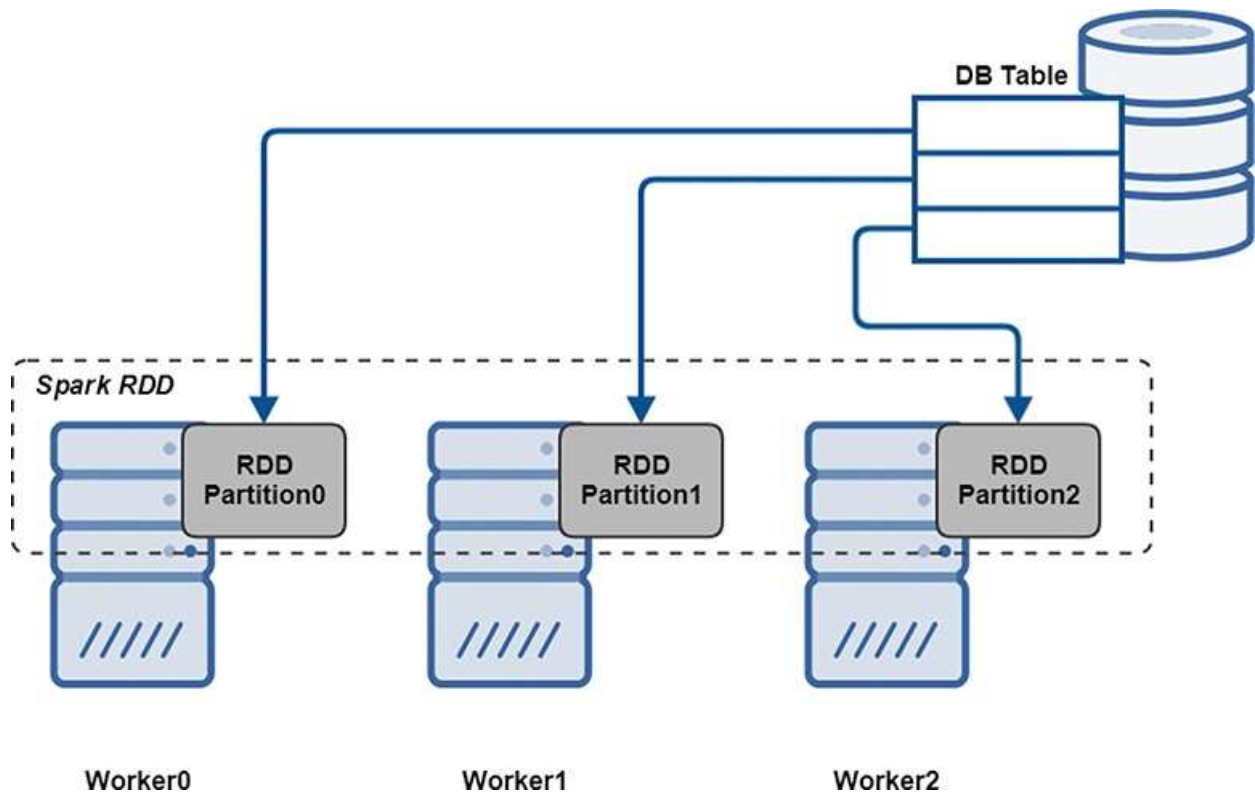 DB Table
Spark RDD
RDD
Partition0
RDD
Partition1
RDD
Partition2
Worker0
Worker1
Worker2